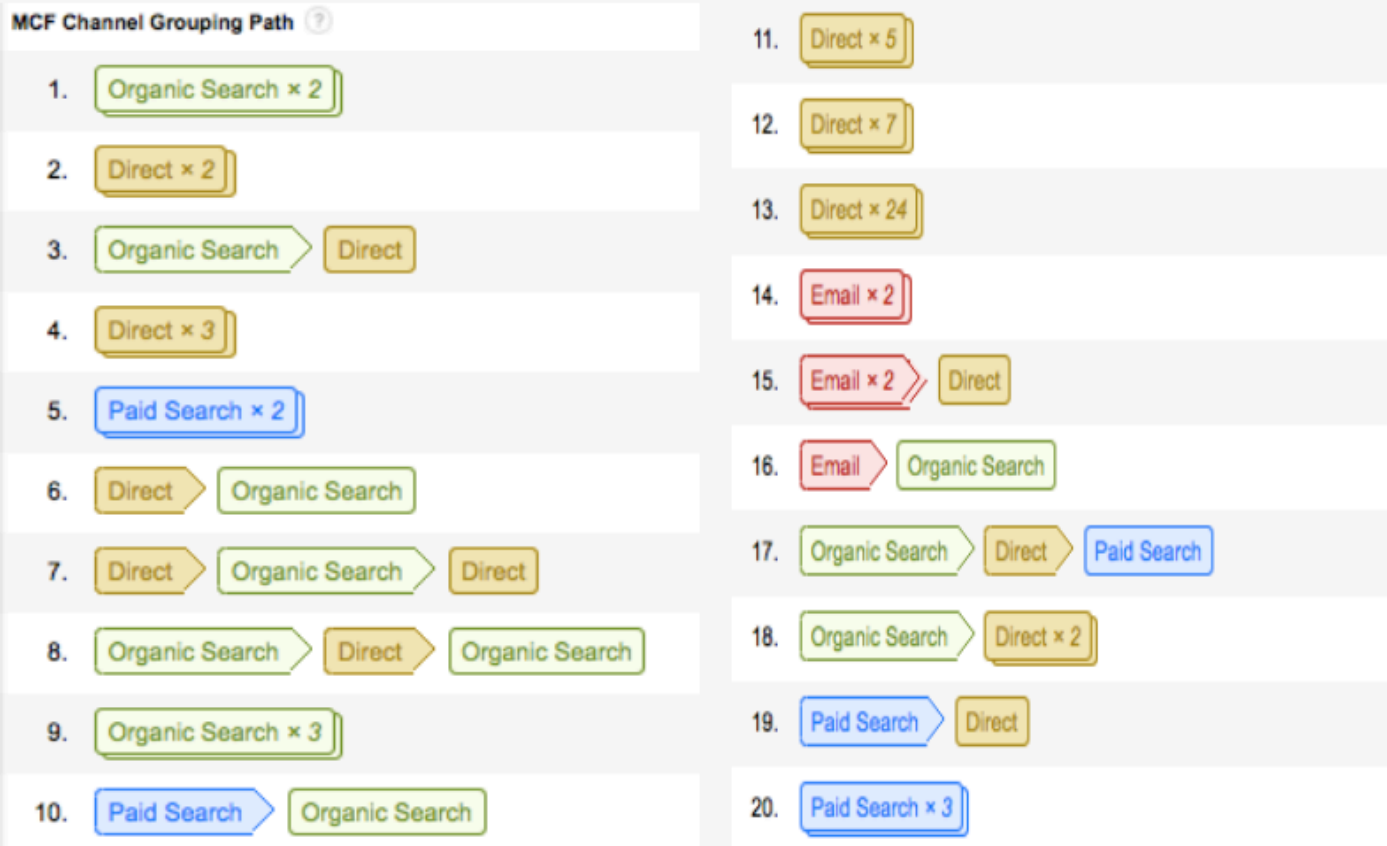 MCF Channel Grouping Path ?
1. Organic Search × 2
2. Direct × 2
3. Organic Search Direct
4. Direct × 3
5. Paid Search × 2
6. Direct Organic Search
7. Direct Organic Search Direct
8. Organic Search Direct Organic Search
9. Organic Search × 3
10. Paid Search Organic Search
11. Direct × 5
12. Direct × 7
13. Direct × 24
14. Email × 2
15. Email × 2 Direct
16. Email Organic Search
17. Organic Search Direct Paid Search
18. Organic Search Direct × 2
19. Paid Search Direct
20. Paid Search × 3